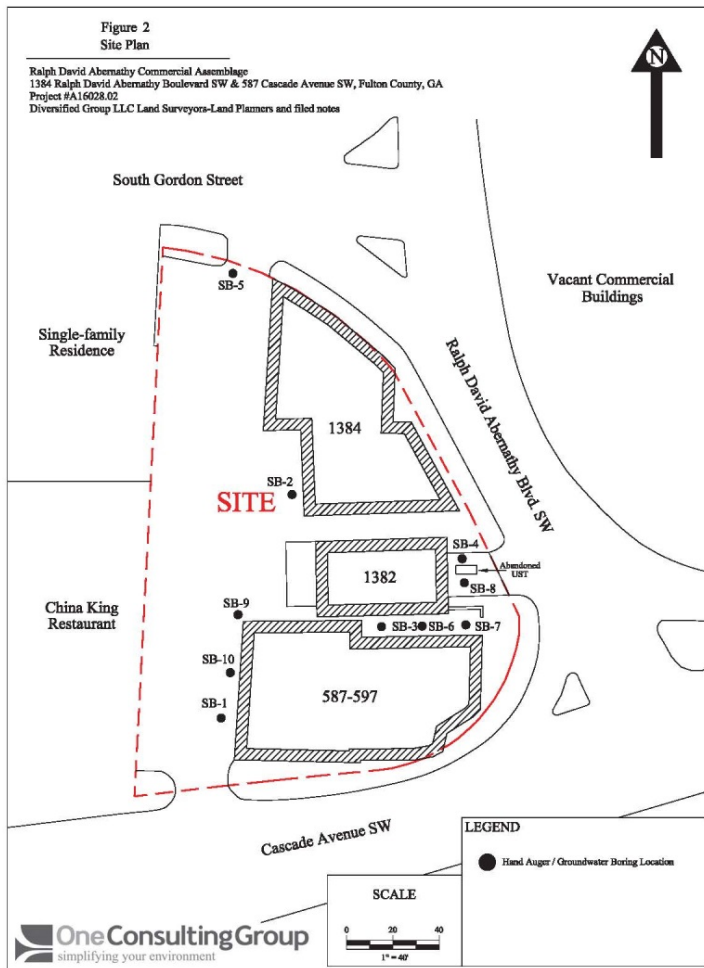 Figure 2
Site Plan
Ralph David Abernathy Commercial Assemblage
1384 Ralph David Abernathy Boulevard SW & 587 Cascade Avenue SW, Fulton County, GA
Project #A16028.02
Diversified Group LLC Land Surveyors-Land Planners and filed notes
N
South Gordon Street
Vacant Commercial
Buildings
SB-5
Single-family
Residence
Ralph David Abernathy Blvd. SW
1384
SB-2
SITE
SB-4
Abandoned
UST
1382
SB-8
China King
Restaurant
SB-9
SB-3
SB-6
SB-7
SB-10
587-597
SB-1
Cascade Avenue SW
LEGEND
Hand Auger / Groundwater Boring Location
SCALE
0 20 40
1" = 40'
OneConsultingGroup
simplifying your environment